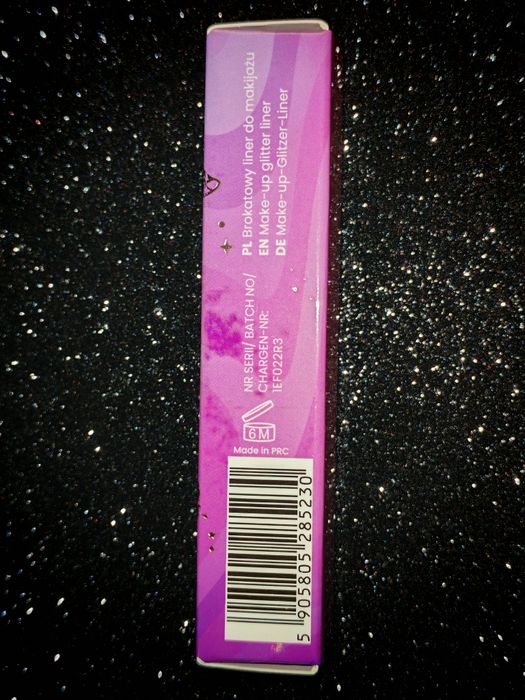 PL Brokatowy liner do makijażu
EN Make-up glitter liner
DE Make-up-Glitzer-Liner
NR SERII/ BATCH NO/
CHARGEN-NR:
1EF022R3
6M
Made in PRC
5 905805 285230